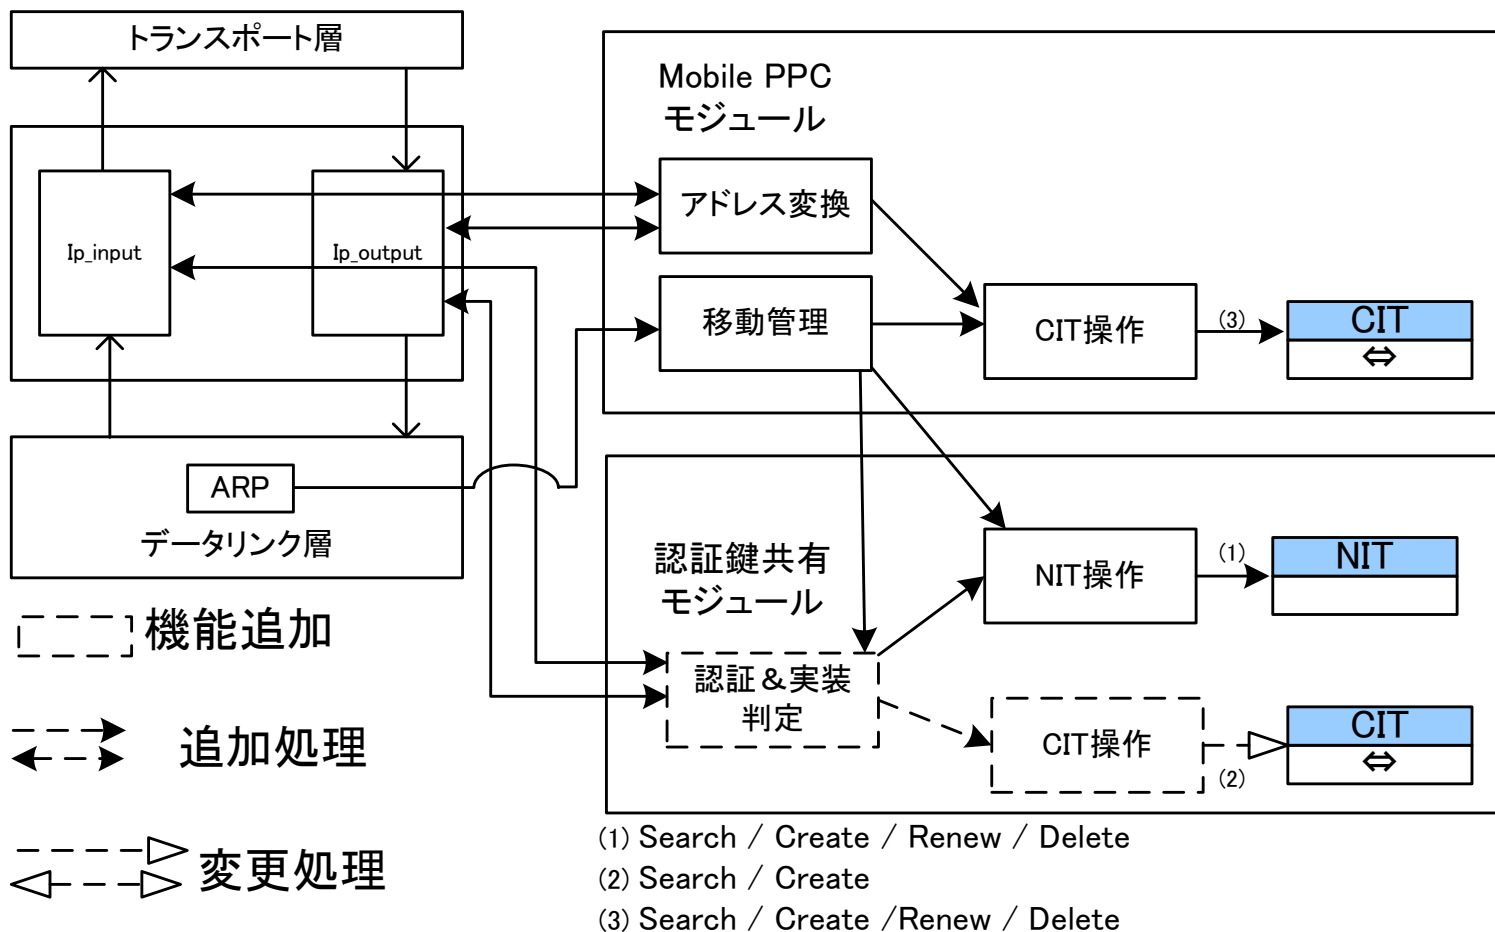 トランスポート層
Ip_input
Ip_output
ARP
データリンク層
機能追加
追加処理
変更処理
Mobile PPC
モジュール
アドレス変換
移動管理
CIT操作
(3)
CIT
⇔
認証鍵共有
モジュール
NIT操作
(1)
NIT
認証&実装
判定
CIT操作
(2)
CIT
⇔
(1) Search / Create / Renew / Delete
(2) Search / Create
(3) Search / Create /Renew / Delete